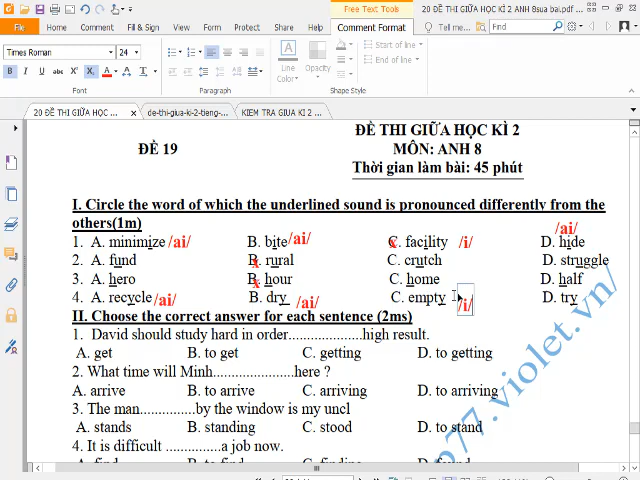 Free Text Tools
20 ĐỀ THI GIỮA HỌC KÌ 2 ANH 8sua bai.pdf...
File Home Convert Edit Organize Comment View Form Protect Share Help Comment Format Tell me...
Times Roman 24
Start of line
End of line
Line Color
Opacity
Font Paragraph Shape Style
20 ĐỀ THI GIỮA HỌC ... de-thi-giua-ki-2-tieng-... KIEM TRA GIUA KI 2 ...
ĐỀ THI GIỮA HỌC KÌ 2
ĐỀ 19 MÔN: ANH 8
Thời gian làm bài: 45 phút
I. Circle the word of which the underlined sound is pronounced differently from the
others(1m) /ai/
1. A. minimize /ai/ B. bite /ai/ x C. facility /i/ D. hide
2. A. fund x B. rural C. crutch D. struggle
3. A. hero x B. hour C. home D. half
4. A. recycle /ai/ B. dry /ai/ C. empty /i/ D. try
II. Choose the correct answer for each sentence (2ms)
1. David should study hard in order....................high result.
A. get B. to get C. getting D. to getting
2. What time will Minh......................here ?
A. arrive B. to arrive C. arriving D. to arriving
3. The man.............by the window is my uncl
A. stands B. standing C. stood D. to stand
4. It is difficult ...............a job now.
A. find B. to find C. finding D. found
b77.violet.v